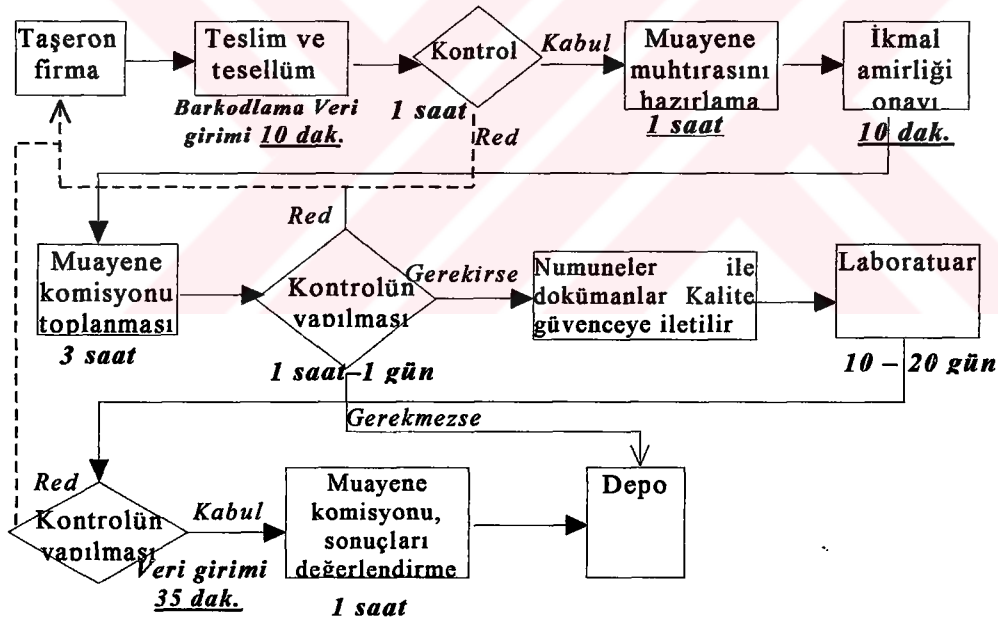 Taşeron
firma
Teslim ve
tesellüm
Barkodlama Veri
girimi 10 dak.
Kontrol
1 saat
Kabul
Red
Muayene
muhtırasını
hazırlama
1 saat
İkmal
amirliği
onayı
10 dak.
Red
Muayene
komisyonu
toplanması
3 saat
Kontrolün
yapılması
1 saat–1 gün
Gerekirse
Numuneler ile
dokümanlar Kalite
güvenceye iletilir
Laboratuar
10 – 20 gün
Gerekmezse
Red
Kontrolün
yapılması
Veri girimi
35 dak.
Kabul
Muayene
komisyonu,
sonuçları
değerlendirme
1 saat
Depo